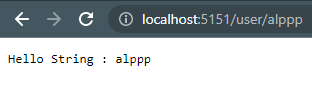 localhost:5151/user/alppp
Hello String : alppp